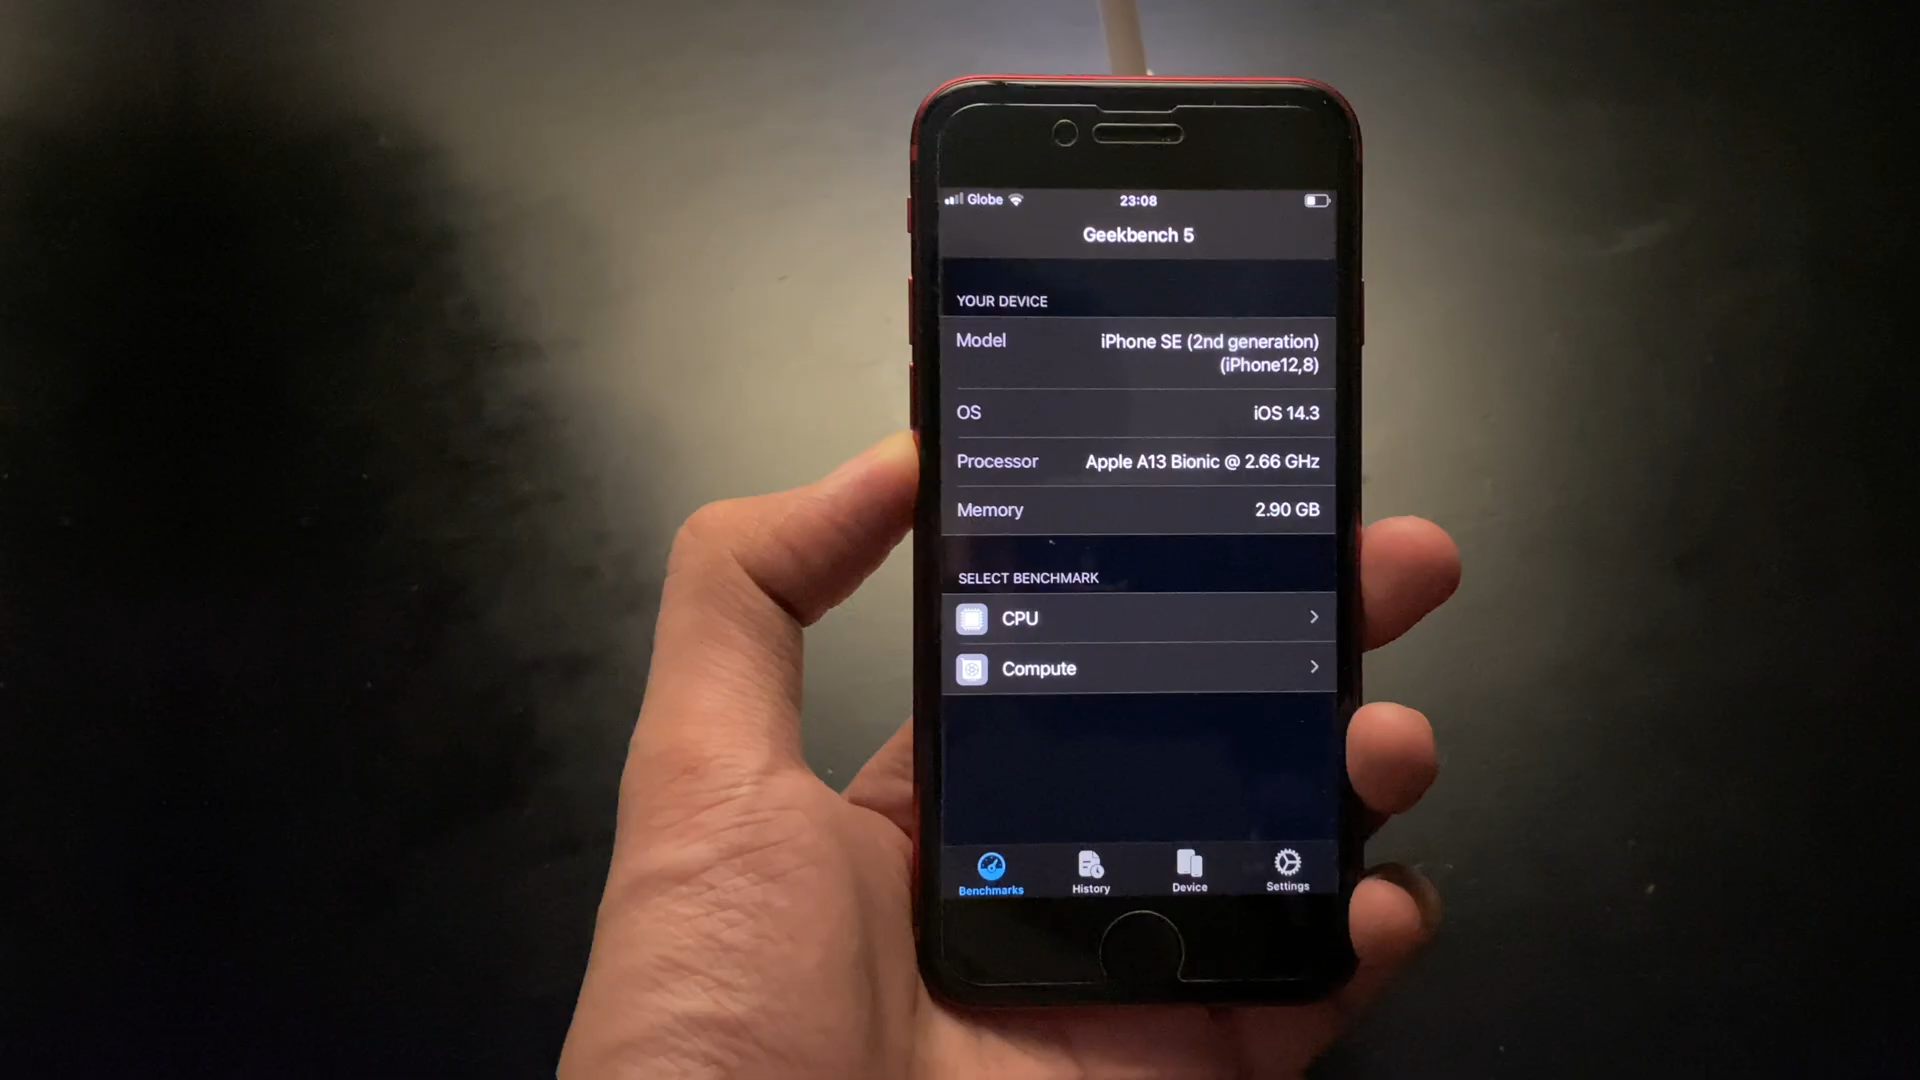 Globe 23:08
Geekbench 5
YOUR DEVICE
Model iPhone SE (2nd generation)
(iPhone12,8)
OS iOS 14.3
Processor Apple A13 Bionic @ 2.66 GHz
Memory 2.90 GB
SELECT BENCHMARK
CPU
Compute
Benchmarks History Device Settings